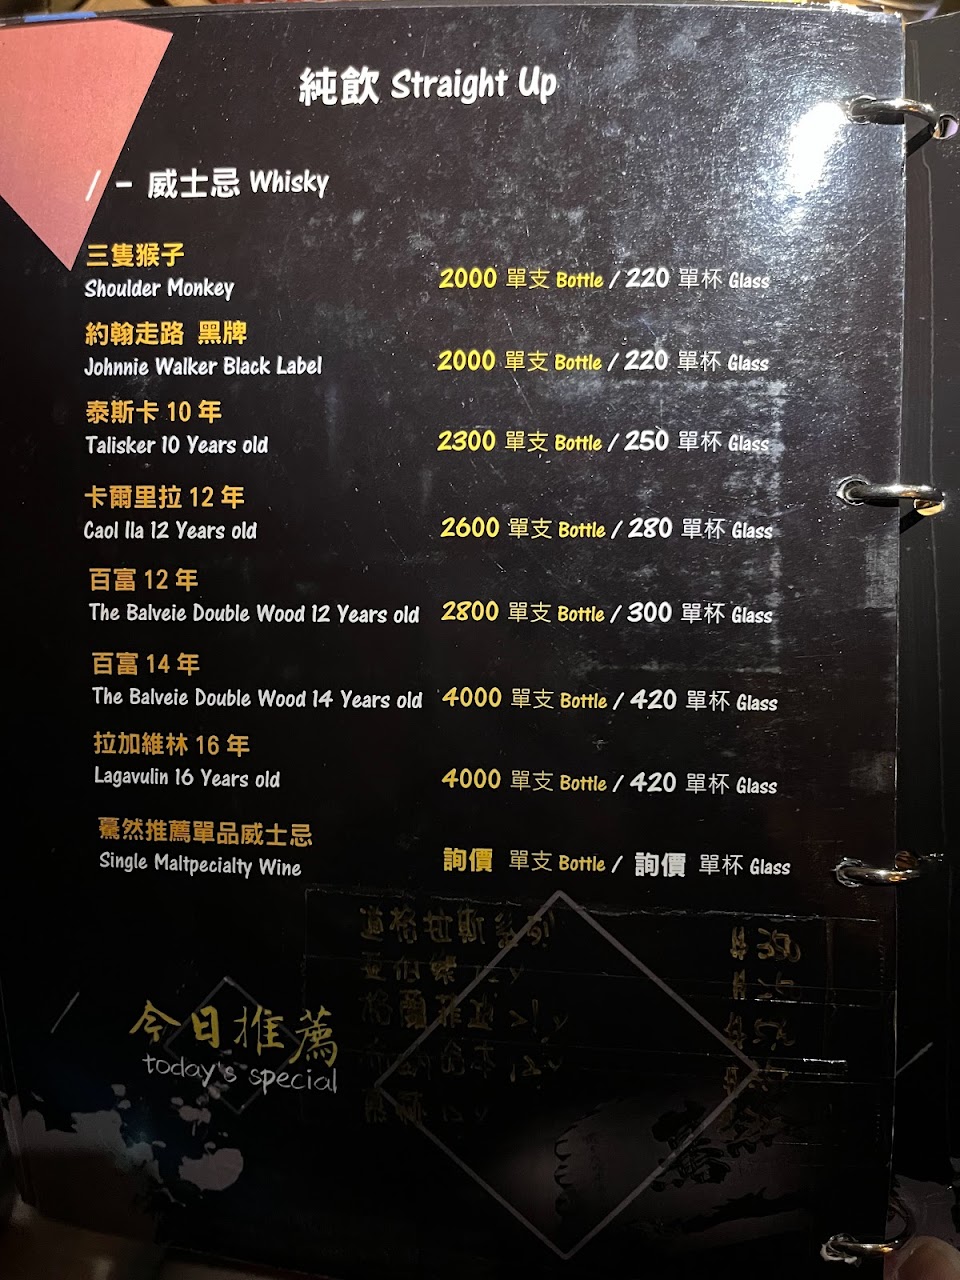 純飲 Straight Up
/ - 威士忌 Whisky
三隻猴子
Shoulder Monkey
2000 單支 Bottle / 220 單杯 Glass
約翰走路 黑牌
Johnnie Walker Black Label
2000 單支 Bottle / 220 單杯 Glass
泰斯卡 10 年
Talisker 10 Years old
2300 單支 Bottle / 250 單杯 Glass
卡爾里拉 12 年
Caol Ila 12 Years old
2600 單支 Bottle / 280 單杯 Glass
百富 12 年
The Balveie Double Wood 12 Years old
2800 單支 Bottle / 300 單杯 Glass
百富 14 年
The Balveie Double Wood 14 Years old
4000 單支 Bottle / 420 單杯 Glass
拉加維林 16 年
Lagavulin 16 Years old
4000 單支 Bottle / 420 單杯 Glass
驀然推薦單品威士忌
Single Maltpecialty Wine
詢價 單支 Bottle / 詢價 單杯 Glass
今日推薦
today's special